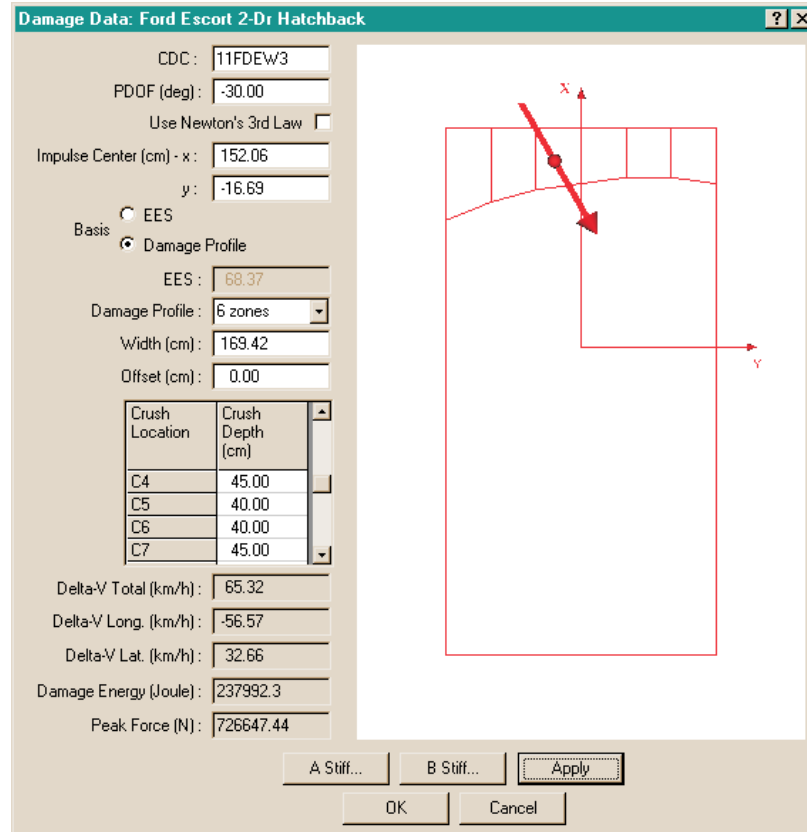 Damage Data: Ford Escort 2-Dr Hatchback
CDC : 11FDEW3
PDOF (deg) : -30.00
Use Newton's 3rd Law
Impulse Center (cm) - x : 152.06
y : -16.69
Basis
EES
Damage Profile
EES : 68.37
Damage Profile : 6 zones
Width (cm) : 169.42
Offset (cm) : 0.00
Crush Location Crush Depth (cm)
C4 45.00
C5 40.00
C6 40.00
C7 45.00
Delta-V Total (km/h) : 65.32
Delta-V Long. (km/h) : -56.57
Delta-V Lat. (km/h) : 32.66
Damage Energy (Joule) : 237992.3
Peak Force (N) : 726647.44
X
Y
A Stiff... B Stiff... Apply
OK Cancel